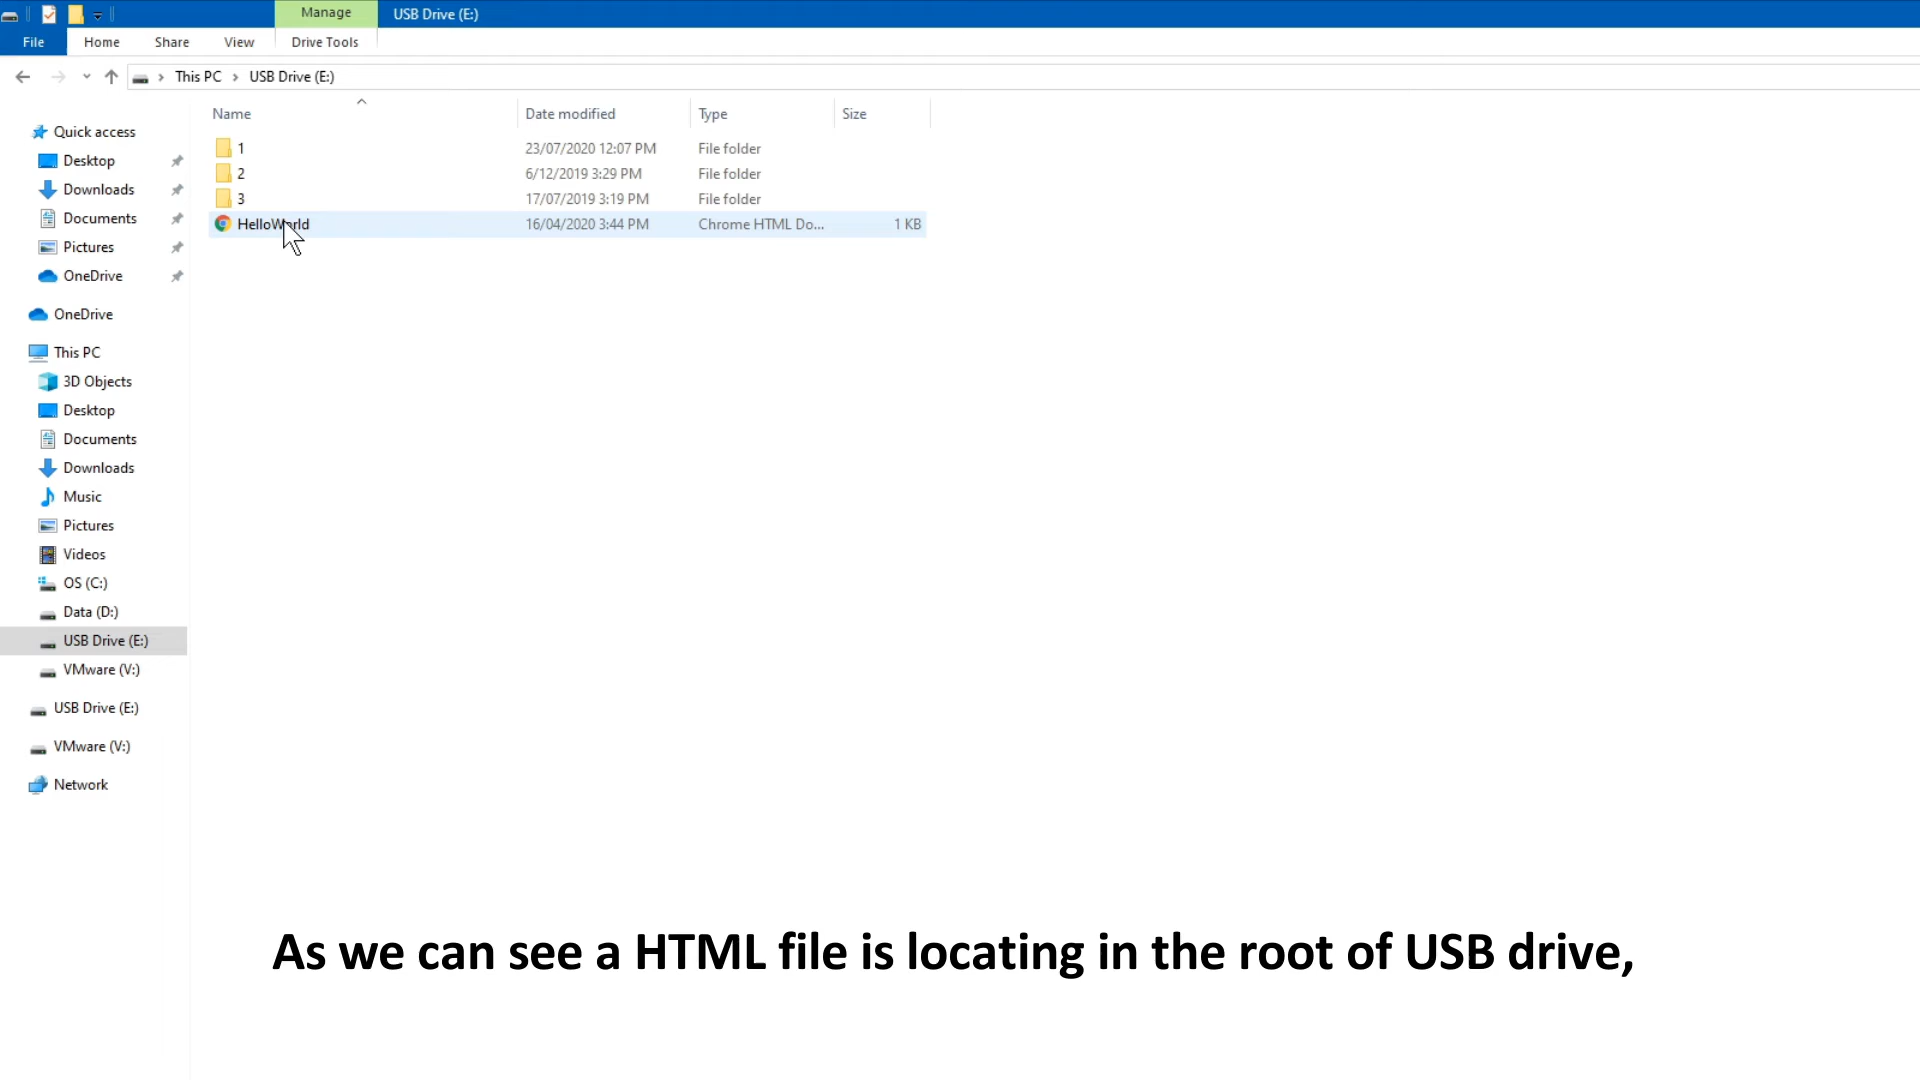 Manage
USB Drive (E:)
File
Home
Share
View
Drive Tools
This PC
USB Drive (E:)
Name
Date modified
Type
Size
1
23/07/2020 12:07 PM
File folder
2
6/12/2019 3:29 PM
File folder
3
17/07/2019 3:19 PM
File folder
HelloWorld
16/04/2020 3:44 PM
Chrome HTML Do...
1 KB
Quick access
Desktop
Downloads
Documents
Pictures
OneDrive
OneDrive
This PC
3D Objects
Desktop
Documents
Downloads
Music
Pictures
Videos
OS (C:)
Data (D:)
USB Drive (E:)
VMware (V:)
USB Drive (E:)
VMware (V:)
Network
As we can see a HTML file is locating in the root of USB drive,